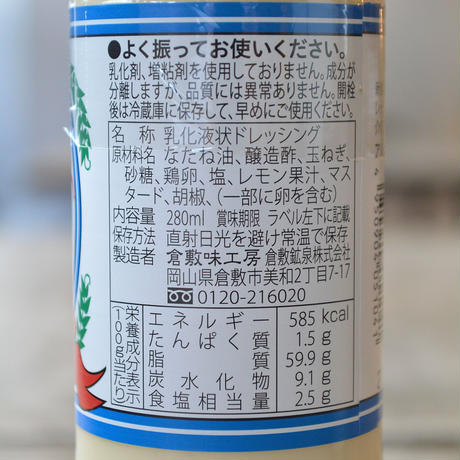 ●よく振ってお使いください。
乳化剤、増粘剤を使用しておりません。成分が
分離しますが、品質には異常ありません。開栓
後は冷蔵庫に保存して、早めにご使用ください。
名称 乳化液状ドレッシング
原材料名 なたね油、醸造酢、玉ねぎ、
砂糖、鶏卵、塩、レモン果汁、マス
タード、胡椒、(一部に卵を含む)
内容量 280ml 賞味期限 ラベル左下に記載
保存方法 直射日光を避け常温で保存
製造者 倉敷味工房 倉敷鉱泉株式会社
岡山県倉敷市美和2丁目7-17
0120-216020
栄養成分表示(100g当たり)
エネルギー 585 kcal
たんぱく質 1.5 g
脂質 59.9 g
炭水化物 9.1 g
食塩相当量 2.5 g